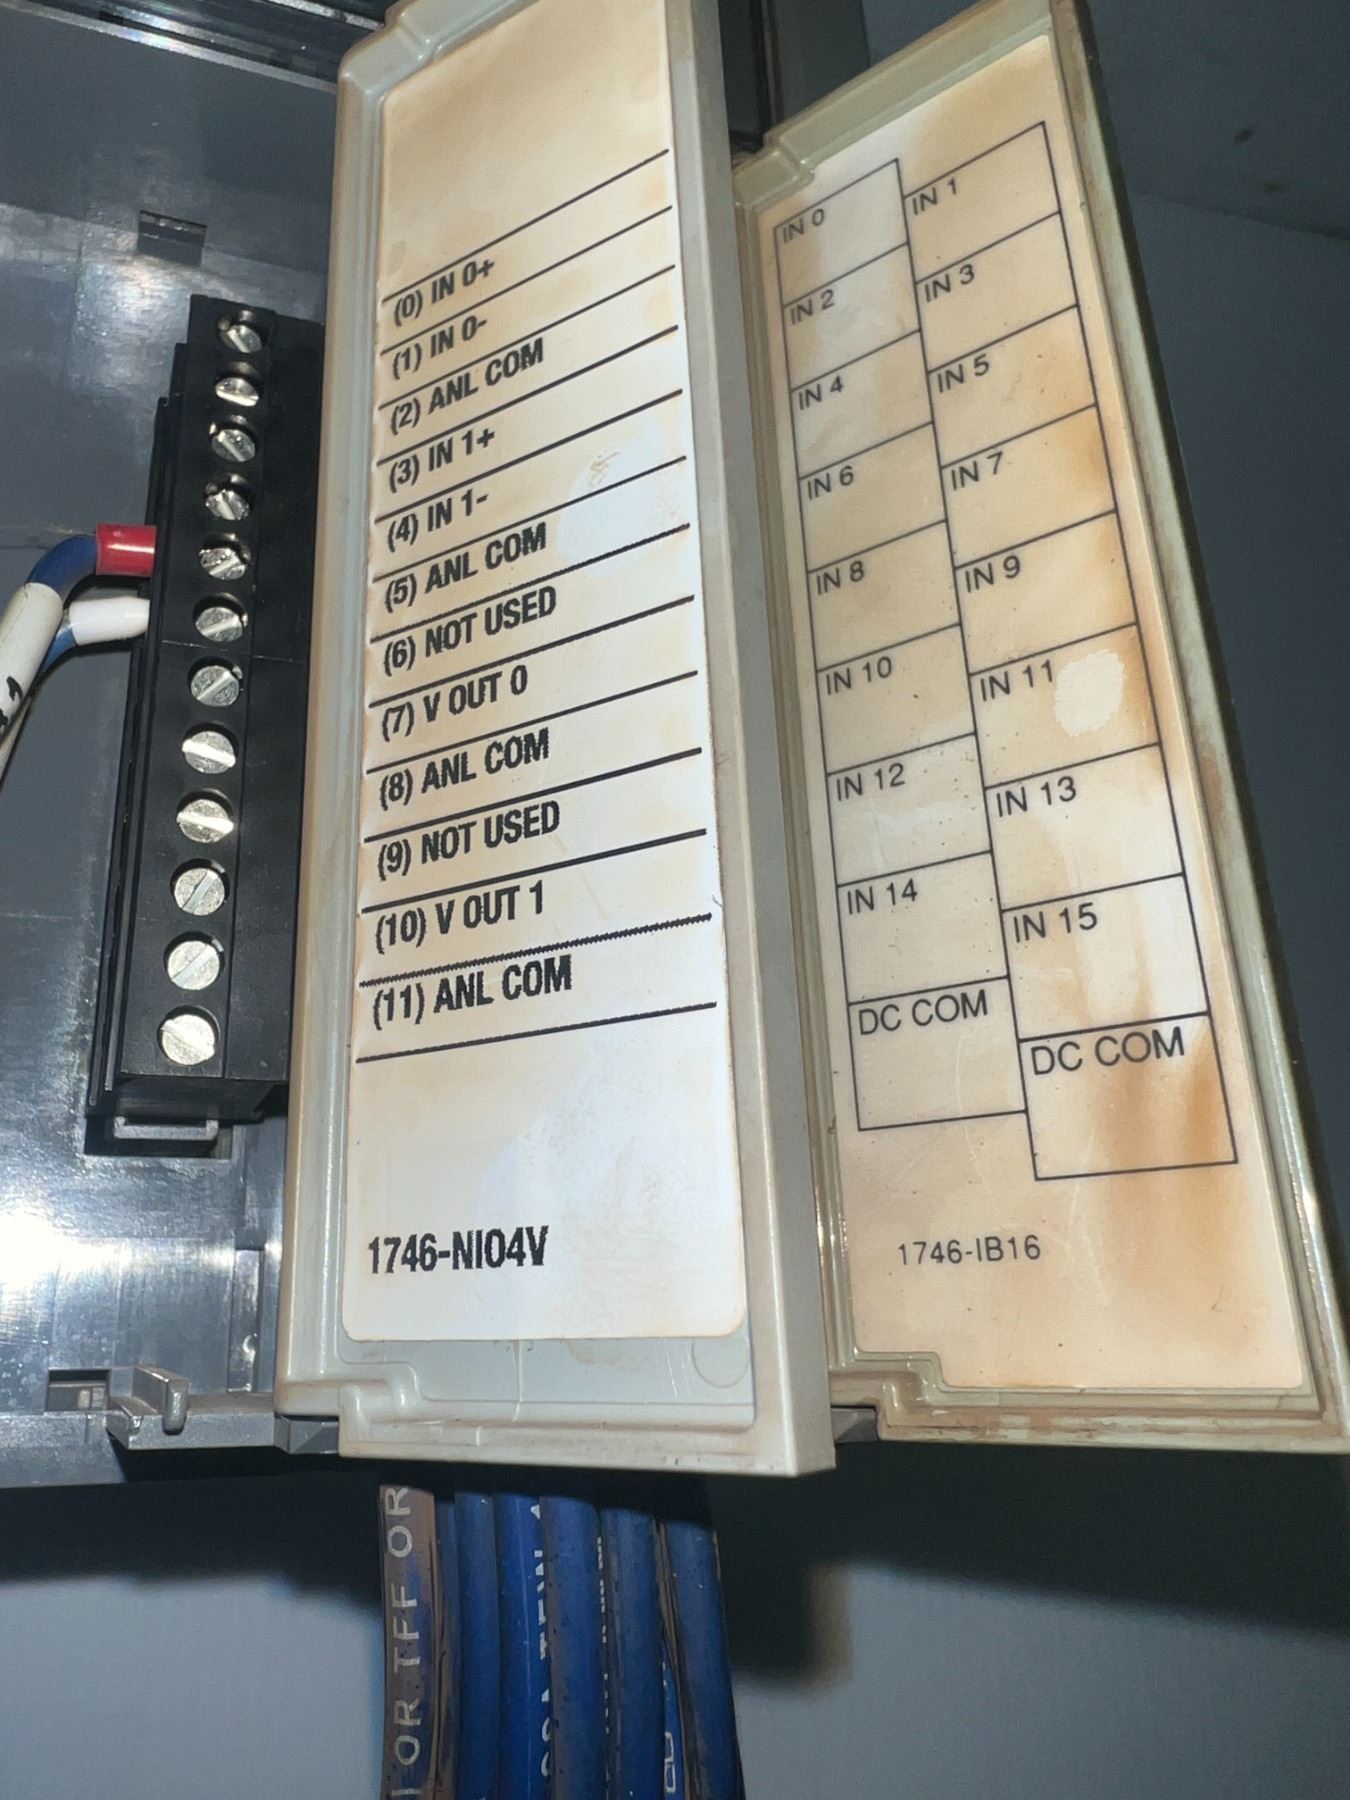 (0) IN 0+
(1) IN 0-
(2) ANL COM
(3) IN 1+
(4) IN 1-
(5) ANL COM
(6) NOT USED
(7) V OUT 0
(8) ANL COM
(9) NOT USED
(10) V OUT 1
(11) ANL COM
1746-NIO4V
IN 0 IN 1
IN 2 IN 3
IN 4 IN 5
IN 6 IN 7
IN 8 IN 9
IN 10 IN 11
IN 12 IN 13
IN 14 IN 15
DC COM DC COM
1746-IB16
OR TFF OR